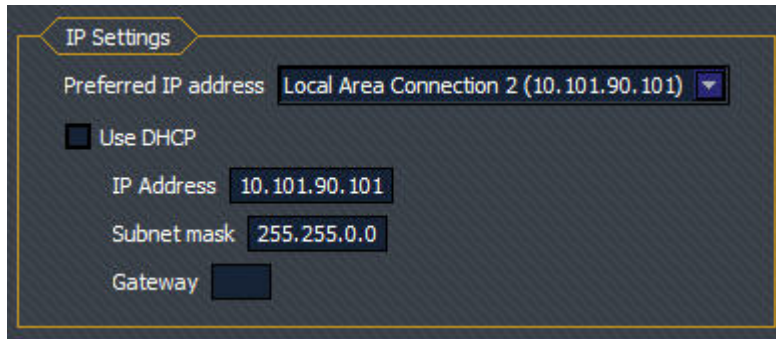 IP Settings
Preferred IP address Local Area Connection 2 (10.101.90.101)
Use DHCP
IP Address 10.101.90.101
Subnet mask 255.255.0.0
Gateway